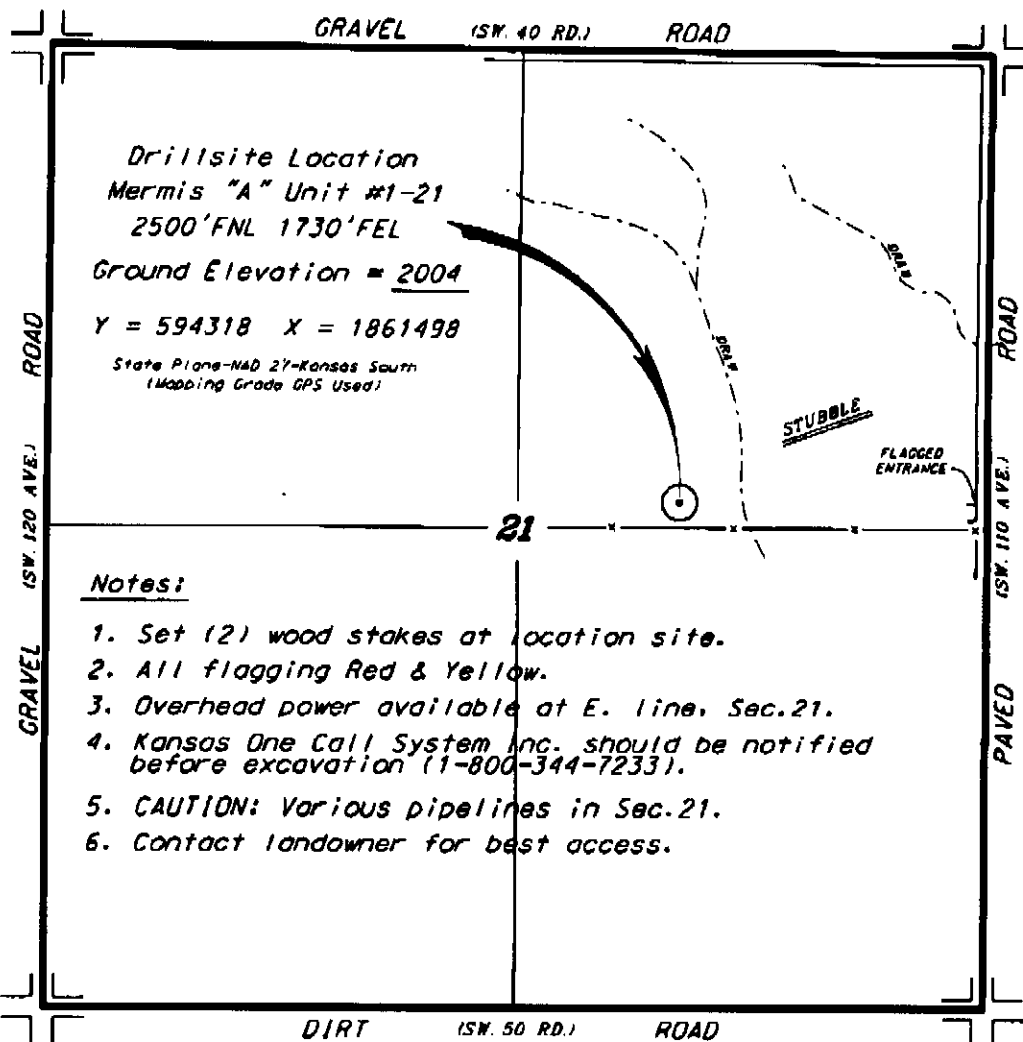 GRAVEL (SW. 40 RD.) ROAD
Drillsite Location
Mermis "A" Unit #1-21
2500'FNL 1730'FEL
Ground Elevation = 2004
Y = 594318 X = 1861498
State Plane-NAD 27-Kansas South
(Mapping Grade GPS Used)
DRAW
DRAW
STUBBLE
FLAGGED
ENTRANCE
GRAVEL (SW. 120 AVE.) ROAD
PAVED (SW. 110 AVE.) ROAD
21
Notes:
1. Set (2) wood stakes at location site.
2. All flagging Red & Yellow.
3. Overhead power available at E. line, Sec.21.
4. Kansas One Call System Inc. should be notified
before excavation (1-800-344-7233).
5. CAUTION: Various pipelines in Sec.21.
6. Contact landowner for best access.
DIRT (SW. 50 RD.) ROAD